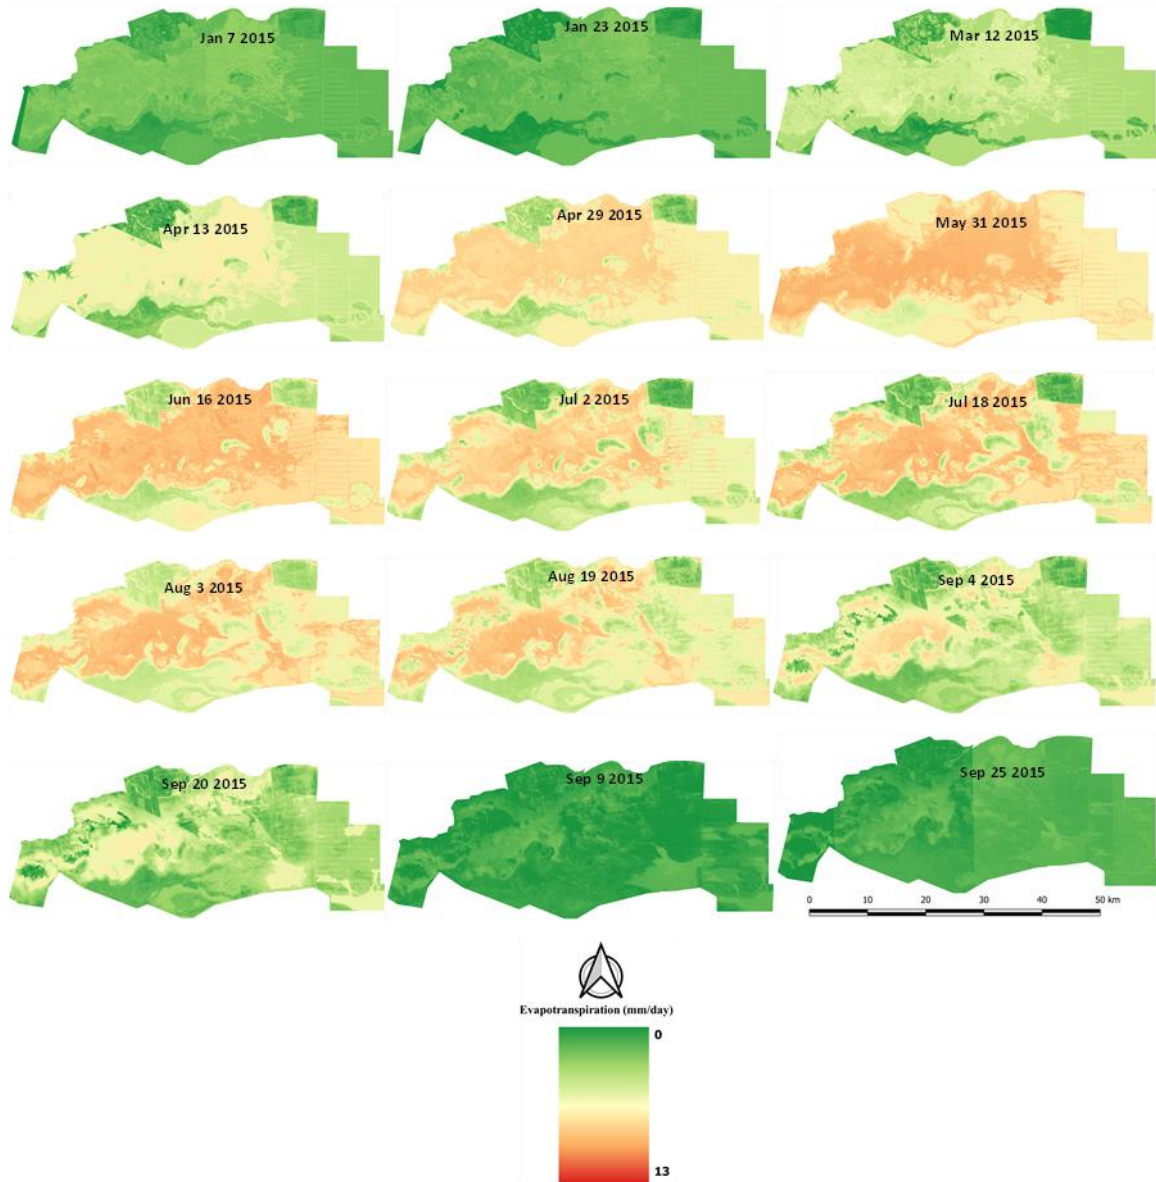 Jan 7 2015
Jan 23 2015
Mar 12 2015
Apr 13 2015
Apr 29 2015
May 31 2015
Jun 16 2015
Jul 2 2015
Jul 18 2015
Aug 3 2015
Aug 19 2015
Sep 4 2015
Sep 20 2015
Sep 9 2015
Sep 25 2015
0 10 20 30 40 50 km
Evapotranspiration (mm/day)
0
13